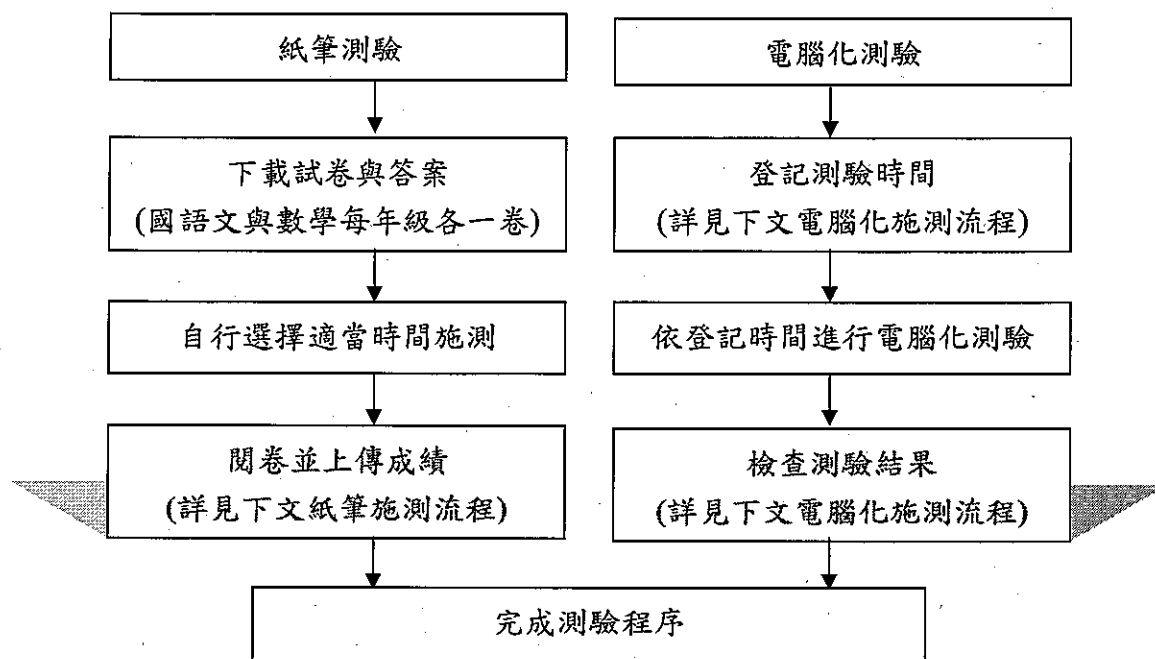 紙筆測驗
下載試卷與答案
(國語文與數學每年級各一卷)
自行選擇適當時間施測
閱卷並上傳成績
(詳見下文紙筆施測流程)
電腦化測驗
登記測驗時間
(詳見下文電腦化施測流程)
依登記時間進行電腦化測驗
檢查測驗結果
(詳見下文電腦化施測流程)
完成測驗程序